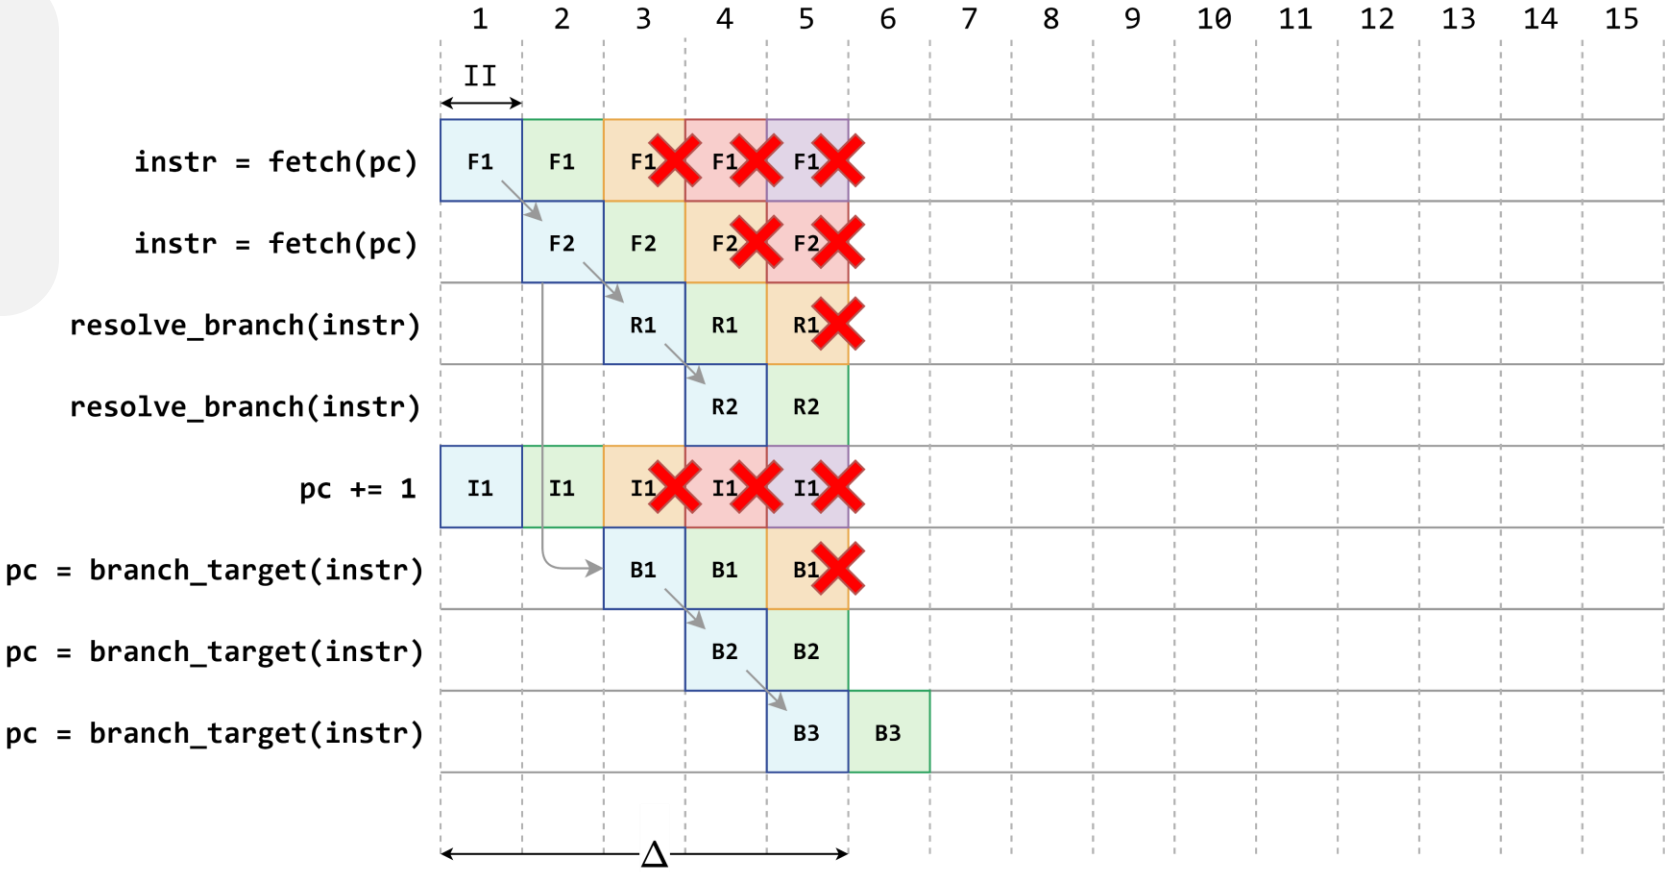 1 2 3 4 5 6 7 8 9 10 11 12 13 14 15
II
instr = fetch(pc) F1 F1 F1 F1 F1
instr = fetch(pc) F2 F2 F2 F2
resolve_branch(instr) R1 R1 R1
resolve_branch(instr) R2 R2
pc += 1 I1 I1 I1 I1 I1
pc = branch_target(instr) B1 B1 B1
pc = branch_target(instr) B2 B2
pc = branch_target(instr) B3 B3
Δ